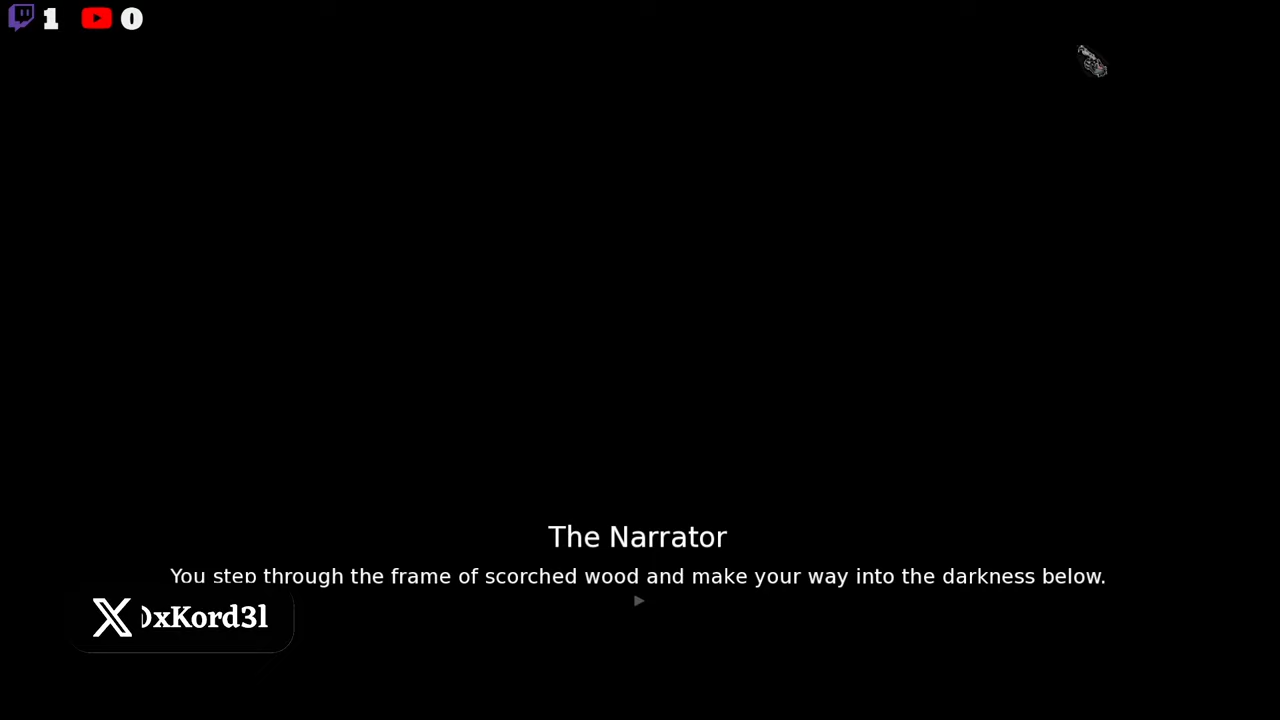 1 0
The Narrator
You step through the frame of scorched wood and make your way into the darkness below.
0xKord3l